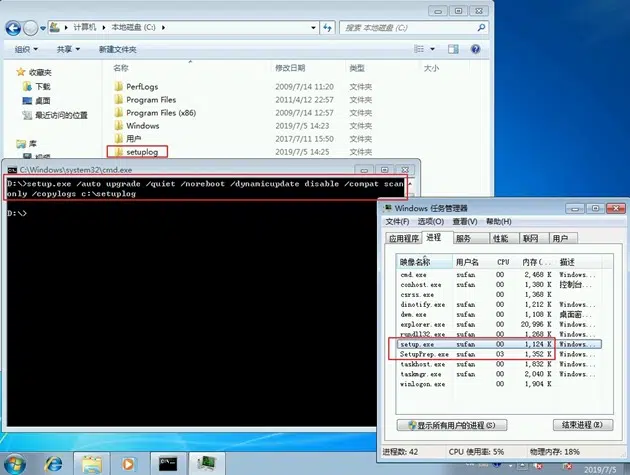 计算机 ▸ 本地磁盘 (C:) ▸
搜索 本地磁盘 (C:)
组织 共享 新建文件夹
名称 修改日期 类型 大小
收藏夹
下载
桌面
最近访问的位置
库
视频
PerfLogs 2009/7/14 11:20 文件夹
Program Files 2011/4/12 22:57 文件夹
Program Files (x86) 2009/7/14 12:57 文件夹
Windows 2019/7/5 14:23 文件夹
用户 2017/7/11 15:50 文件夹
setuplog 2019/7/5 14:25 文件夹
C:\Windows\system32\cmd.exe
D:\>setup.exe /auto upgrade /quiet /noreboot /dynamicupdate disable /compat scan
only /copylogs c:\setuplog
D:\>
Windows 任务管理器
文件(F) 选项(O) 查看(V) 帮助(H)
应用程序 进程 服务 性能 联网 用户
映像名称 用户名 CPU 内存(... 描述
cmd.exe sufan 00 2,468 K Windows...
conhost.exe sufan 00 1,380 K 控制台...
csrss.exe 00 1,368 K
dinotify.exe sufan 00 1,212 K Windows...
dwm.exe sufan 00 1,108 K 桌面窗...
explorer.exe sufan 00 20,996 K Windows...
rundll32.exe sufan 00 1,268 K Windows...
setup.exe sufan 00 1,124 K Windows...
SetupPrep.exe sufan 03 1,352 K Windows...
taskhost.exe sufan 00 1,832 K Windows...
taskmgr.exe sufan 00 2,040 K Windows...
winlogon.exe 00 1,904 K
显示所有用户的进程(S)
结束进程(E)
进程数: 42 CPU 使用率: 5% 物理内存: 18%
2019/7/5